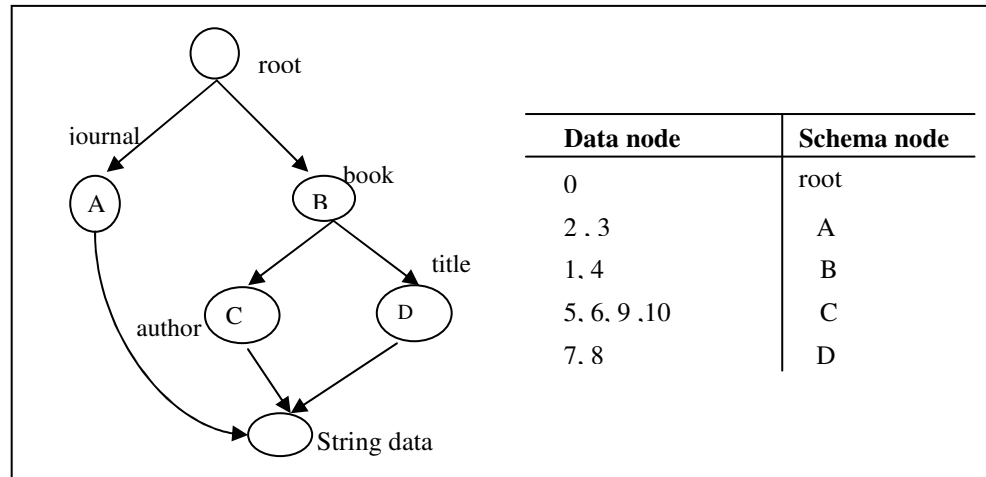 root
journal
book
A
B
title
author
C
D
String data
Data node Schema node
0 root
2 , 3 A
1, 4 B
5, 6, 9 ,10 C
7, 8 D